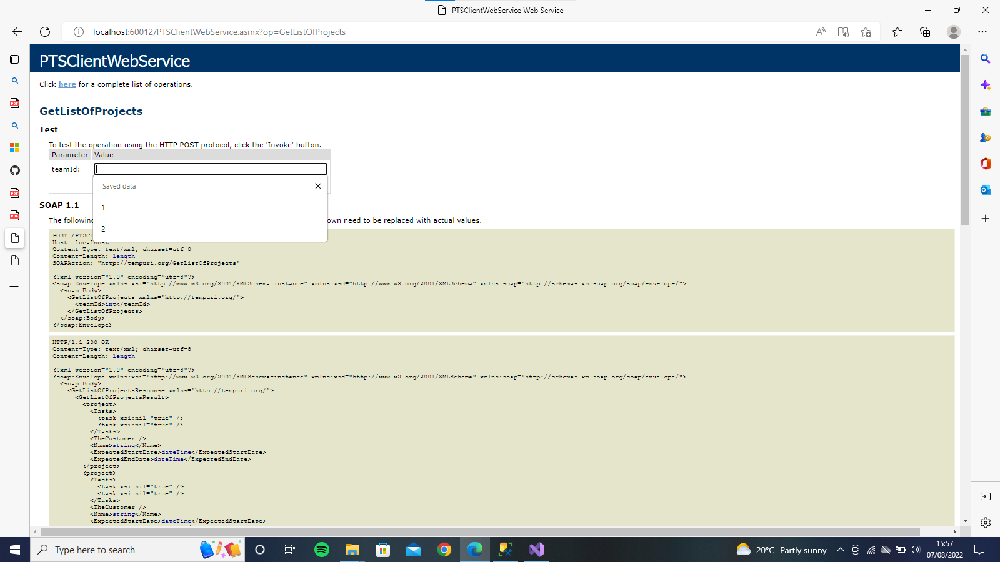 PTSClientWebService Web Service
localhost:60012/PTSClientWebService.asmx?op=GetListOfProjects
PTSClientWebService
Click here for a complete list of operations.
GetListOfProjects
Test
To test the operation using the HTTP POST protocol, click the 'Invoke' button.
Parameter Value
teamId:
Saved data
1
2
SOAP 1.1
The following own need to be replaced with actual values.
POST /PTSCl
Host: localhost
Content-Type: text/xml; charset=utf-8
Content-Length: length
SOAPAction: "http://tempuri.org/GetListOfProjects"
<?xml version="1.0" encoding="utf-8"?>
<soap:Envelope xmlns:xsi="http://www.w3.org/2001/XMLSchema-instance" xmlns:xsd="http://www.w3.org/2001/XMLSchema" xmlns:soap="http://schemas.xmlsoap.org/soap/envelope/">
<soap:Body>
<GetListOfProjects xmlns="http://tempuri.org/">
<teamId>int</teamId>
</GetListOfProjects>
</soap:Body>
</soap:Envelope>
HTTP/1.1 200 OK
Content-Type: text/xml; charset=utf-8
Content-Length: length
<?xml version="1.0" encoding="utf-8"?>
<soap:Envelope xmlns:xsi="http://www.w3.org/2001/XMLSchema-instance" xmlns:xsd="http://www.w3.org/2001/XMLSchema" xmlns:soap="http://schemas.xmlsoap.org/soap/envelope/">
<soap:Body>
<GetListOfProjectsResponse xmlns="http://tempuri.org/">
<GetListOfProjectsResult>
<project>
<Tasks>
<task xsi:nil="true" />
<task xsi:nil="true" />
</Tasks>
<TheCustomer />
<Name>string</Name>
<ExpectedStartDate>dateTime</ExpectedStartDate>
<ExpectedEndDate>dateTime</ExpectedEndDate>
</project>
<project>
<Tasks>
<task xsi:nil="true" />
<task xsi:nil="true" />
</Tasks>
<TheCustomer />
<Name>string</Name>
<ExpectedStartDate>dateTime</ExpectedStartDate>
Type here to search
20°C Partly sunny
15:57
07/08/2022